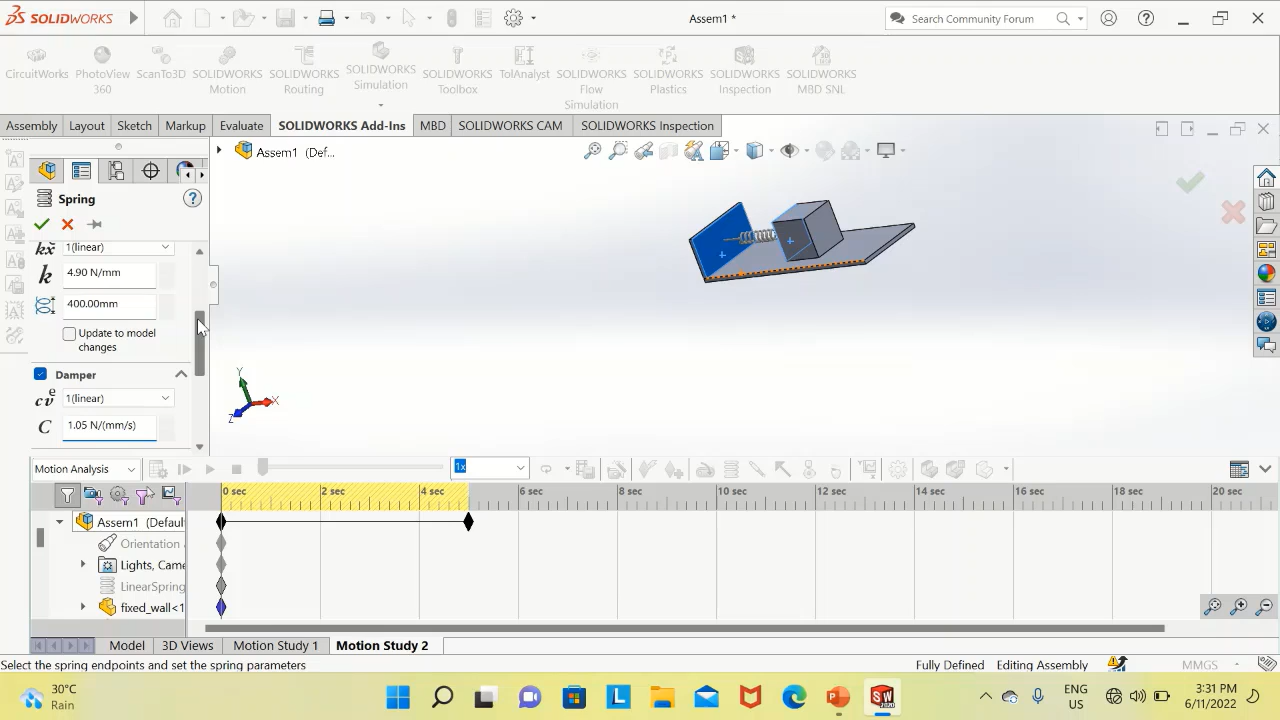 SOLIDWORKS
Assem1 *
Search Community Forum
CircuitWorks
PhotoView
360
ScanTo3D
SOLIDWORKS
Motion
SOLIDWORKS
Routing
SOLIDWORKS
Simulation
SOLIDWORKS
Toolbox
TolAnalyst
SOLIDWORKS
Flow
Simulation
SOLIDWORKS
Plastics
SOLIDWORKS
Inspection
SOLIDWORKS
MBD SNL
Assembly
Layout
Sketch
Markup
Evaluate
SOLIDWORKS Add-Ins
MBD
SOLIDWORKS CAM
SOLIDWORKS Inspection
Assem1 (Def...
Spring
1(linear)
k
4.90 N/mm
400.00mm
Update to model
changes
Damper
1(linear)
C
1.05 N/(mm/s)
Y
X
Z
Motion Analysis
1x
0 sec
2 sec
4 sec
6 sec
8 sec
10 sec
12 sec
14 sec
16 sec
18 sec
20 sec
Assem1 (Default
Orientation
Lights, Came
LinearSpring
fixed_wall<1
Model
3D Views
Motion Study 1
Motion Study 2
Select the spring endpoints and set the spring parameters
Fully Defined
Editing Assembly
MMGS
30°C
Rain
ENG
US
3:31 PM
6/11/2022